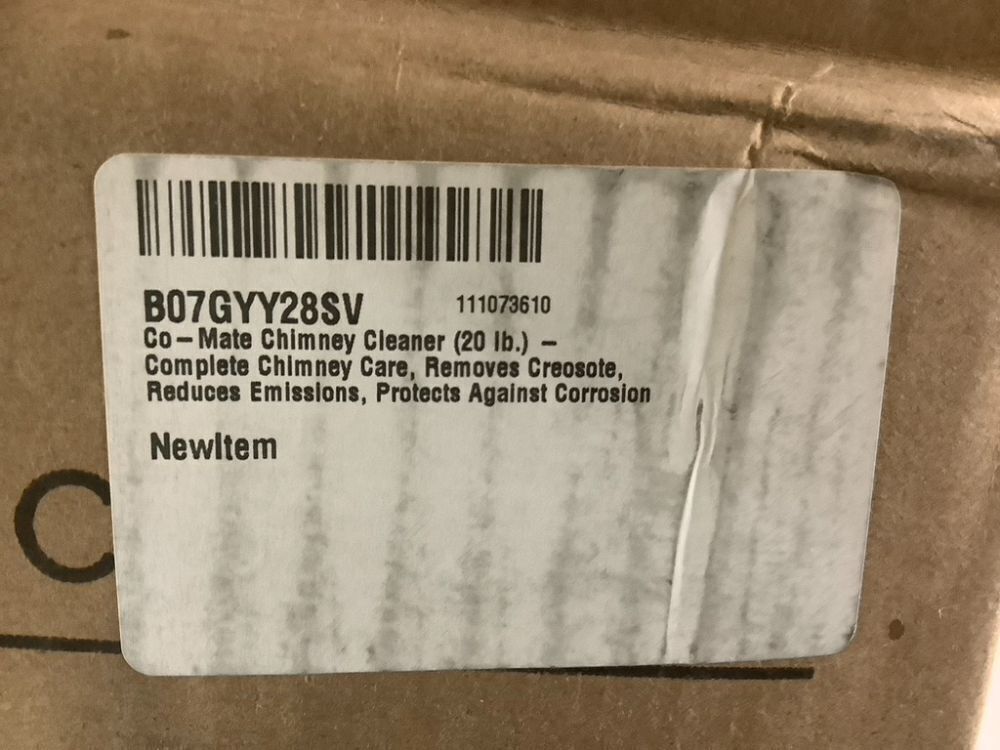 B07GYY28SV 111073610
Co-Mate Chimney Cleaner (20 lb.) -
Complete Chimney Care, Removes Creosote,
Reduces Emissions, Protects Against Corrosion
NewItem
C